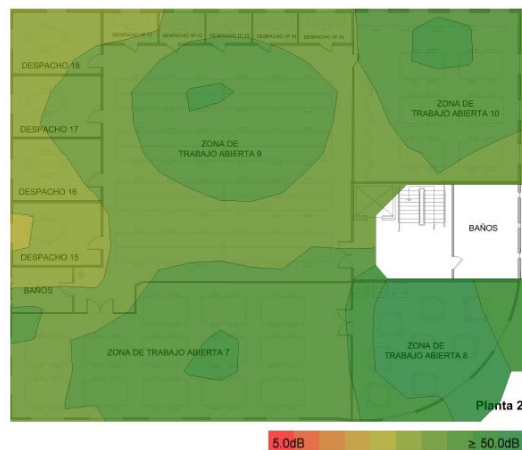 DESPACHO 18
DESPACHO 17
ZONA DE
TRABAJO ABIERTA 9
ZONA DE
TRABAJO ABIERTA 10
DESPACHO 16
DESPACHO 15
BAÑOS
BAÑOS
ZONA DE TRABAJO ABIERTA 7
ZONA DE
TRABAJO ABIERTA 8
Planta 2
5.0dB
≥ 50.0dB